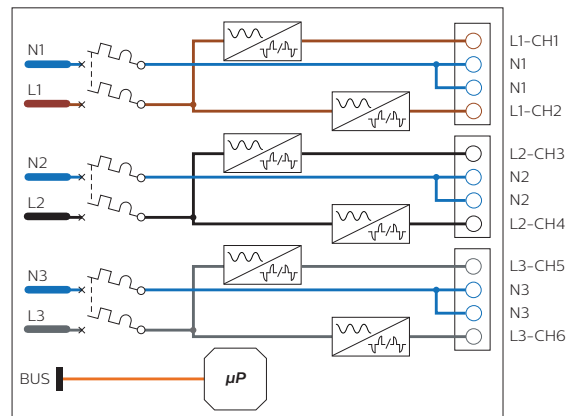 L1-CH1
N1
N1
L1
N1
L1-CH2
L2-CH3
N2
N2
L2
N2
L2-CH4
L3-CH5
N3
N3
L3
N3
L3-CH6
BUS
µP